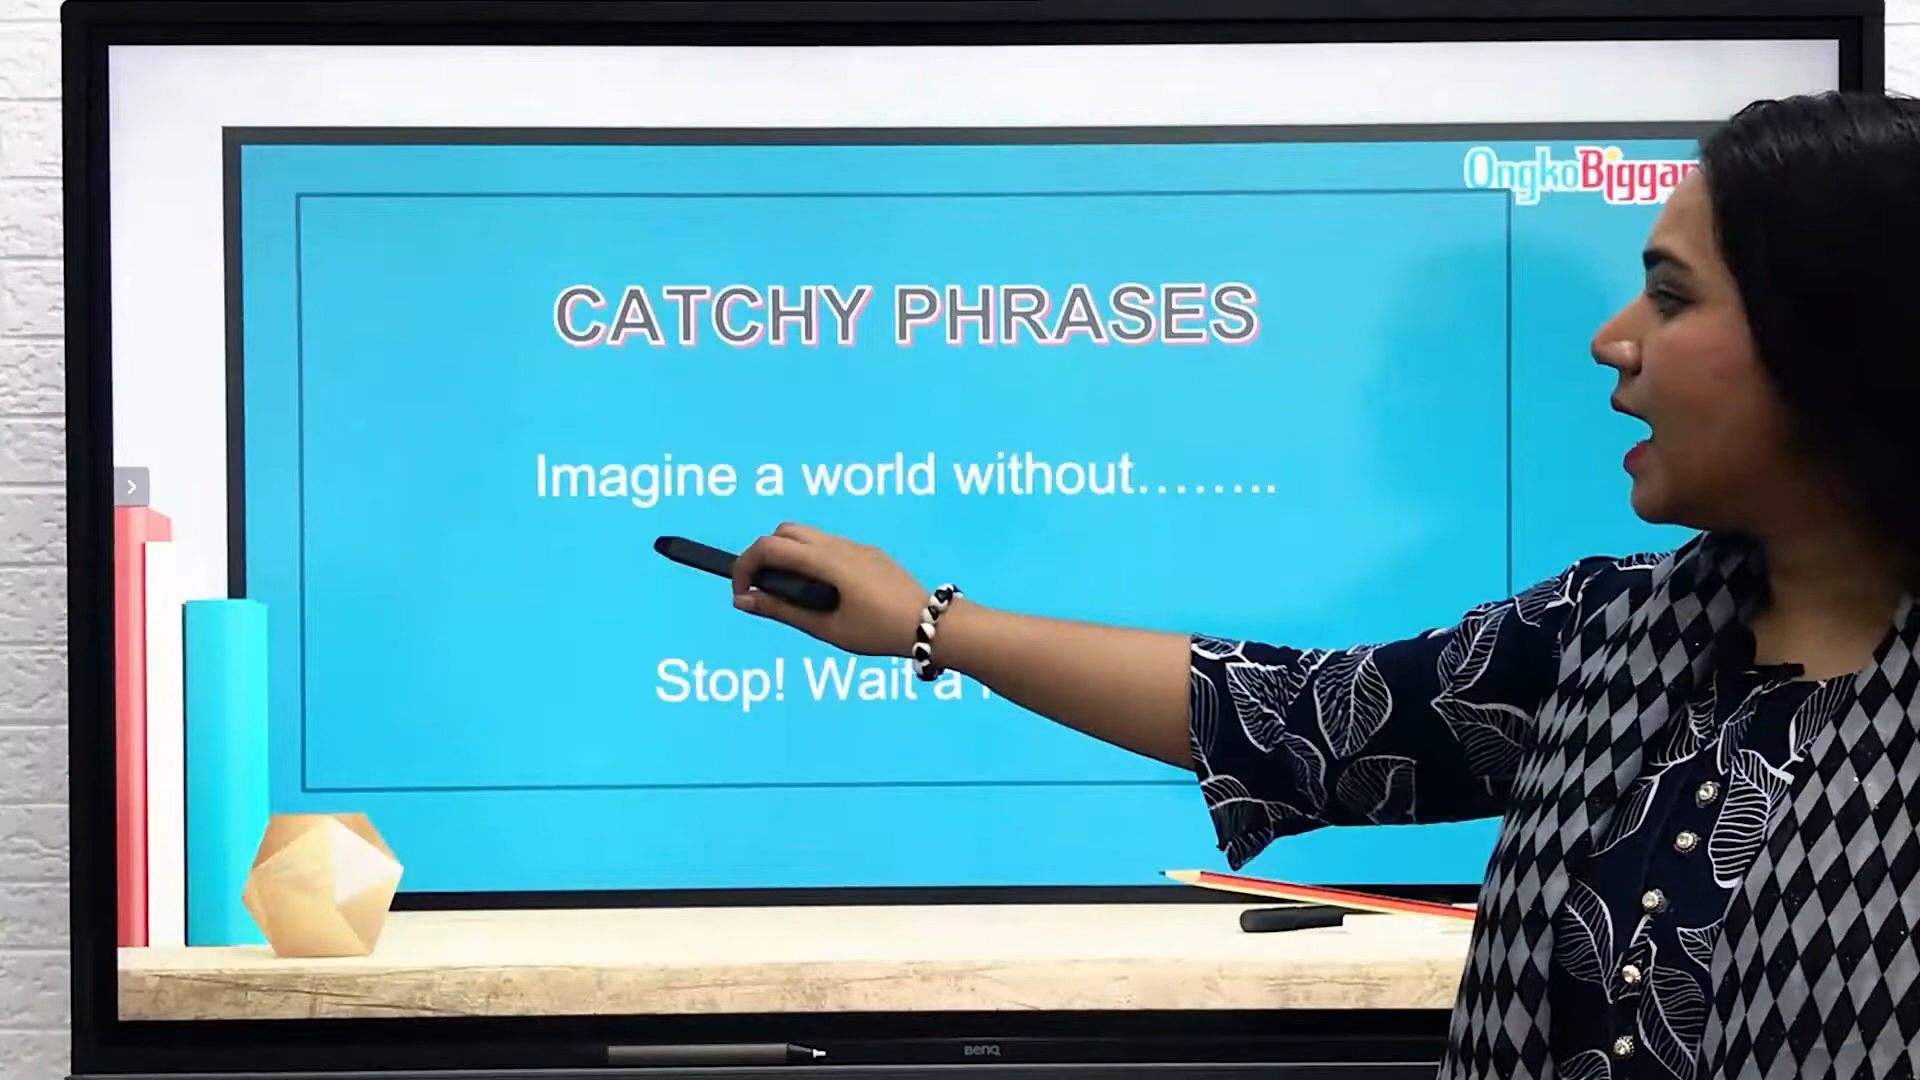 OngkoBiggan
CATCHY PHRASES
Imagine a world without........
Stop! Wait a
BenQ